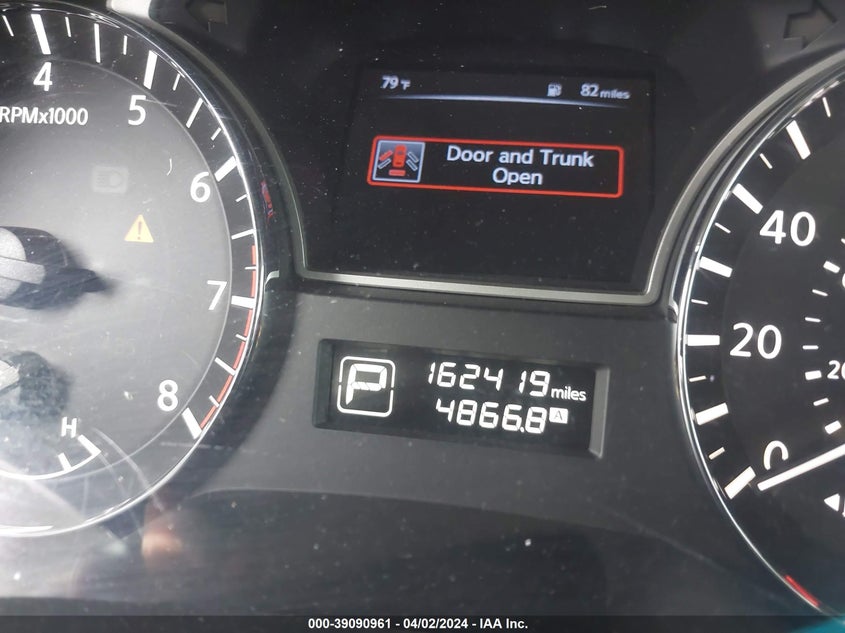 4
RPMx1000
5
6
7
8
H
79°F
82 miles
Door and Trunk
Open
P
162419 miles
4866.8 A
40
20
0
20
000-39090961 - 04/02/2024 - IAA Inc.